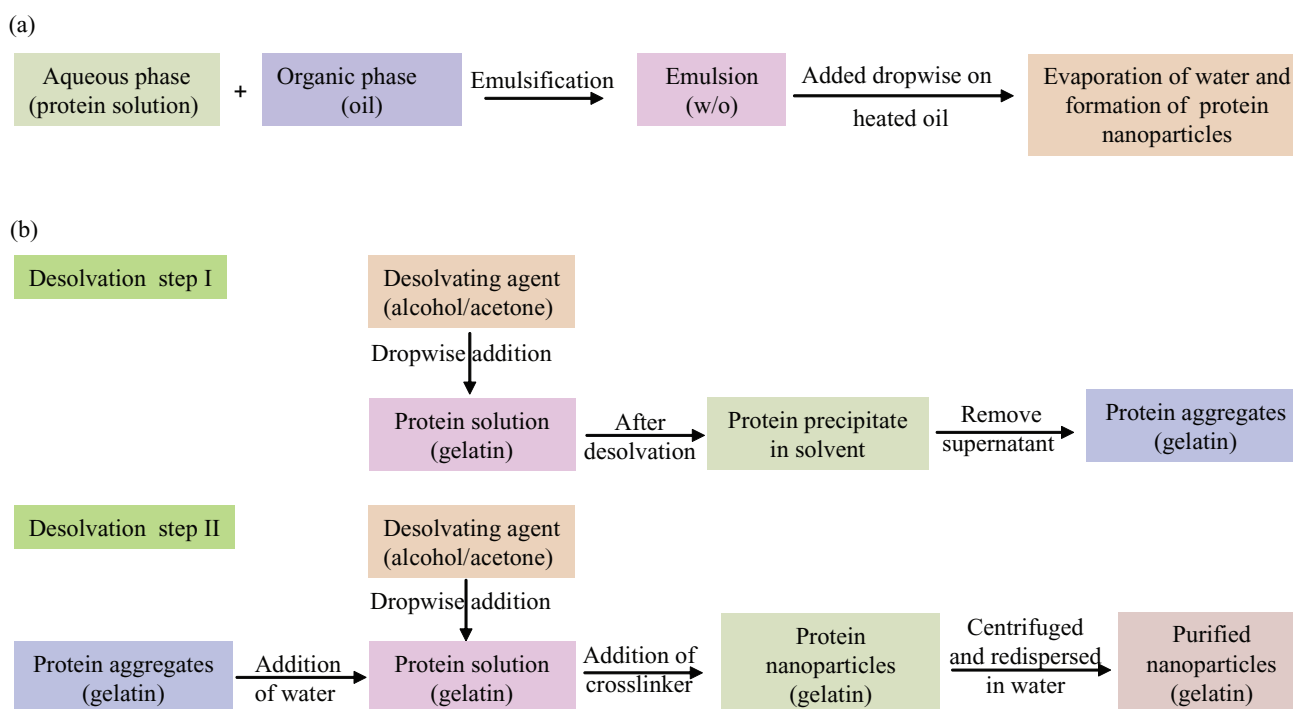 (a)
Aqueous phase
(protein solution)
+
Organic phase
(oil)
Emulsification
Emulsion
(w/o)
Added dropwise on
heated oil
Evaporation of water and
formation of protein
nanoparticles
(b)
Desolvation step I
Desolvating agent
(alcohol/acetone)
Dropwise addition
Protein solution
(gelatin)
After
desolvation
Protein precipitate
in solvent
Remove
supernatant
Protein aggregates
(gelatin)
Desolvation step II
Desolvating agent
(alcohol/acetone)
Dropwise addition
Protein aggregates
(gelatin)
Addition
of water
Protein solution
(gelatin)
Addition of
crosslinker
Protein
nanoparticles
(gelatin)
Centrifuged
and redispersed
in water
Purified
nanoparticles
(gelatin)